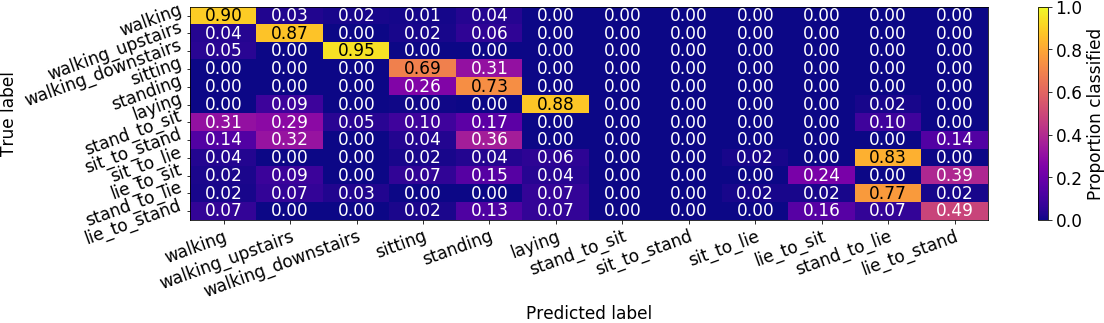 True label
walking 0.90 0.03 0.02 0.01 0.04 0.00 0.00 0.00 0.00 0.00 0.00 0.00
walking_upstairs 0.04 0.87 0.00 0.02 0.06 0.00 0.00 0.00 0.00 0.00 0.00 0.00
walking_downstairs 0.05 0.00 0.95 0.00 0.00 0.00 0.00 0.00 0.00 0.00 0.00 0.00
sitting 0.00 0.00 0.00 0.69 0.31 0.00 0.00 0.00 0.00 0.00 0.00 0.00
standing 0.00 0.00 0.00 0.26 0.73 0.00 0.00 0.00 0.00 0.00 0.00 0.00
laying 0.00 0.09 0.00 0.00 0.00 0.88 0.00 0.00 0.00 0.00 0.02 0.00
stand_to_sit 0.31 0.29 0.05 0.10 0.17 0.00 0.00 0.00 0.00 0.00 0.10 0.00
sit_to_stand 0.14 0.32 0.00 0.04 0.36 0.00 0.00 0.00 0.00 0.00 0.00 0.14
sit_to_lie 0.04 0.00 0.00 0.02 0.04 0.06 0.00 0.00 0.02 0.00 0.83 0.00
lie_to_sit 0.02 0.09 0.00 0.07 0.15 0.04 0.00 0.00 0.00 0.24 0.00 0.39
stand_to_lie 0.02 0.07 0.03 0.00 0.00 0.07 0.00 0.00 0.02 0.02 0.77 0.02
lie_to_stand 0.07 0.00 0.00 0.02 0.13 0.07 0.00 0.00 0.00 0.16 0.07 0.49
walking walking_upstairs walking_downstairs sitting standing laying stand_to_sit sit_to_stand sit_to_lie lie_to_sit stand_to_lie lie_to_stand
Predicted label
1.0
0.8
0.6
0.4
0.2
0.0
Proportion classified